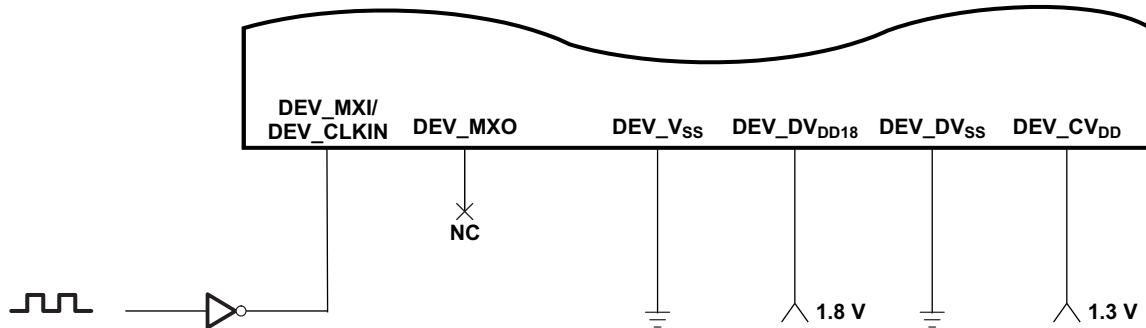 DEV_MXI/
DEV_CLKIN
DEV_MXO
DEV_VSS
DEV_DVDD18
DEV_DVSS
DEV_CVDD
NC
1.8 V
1.3 V